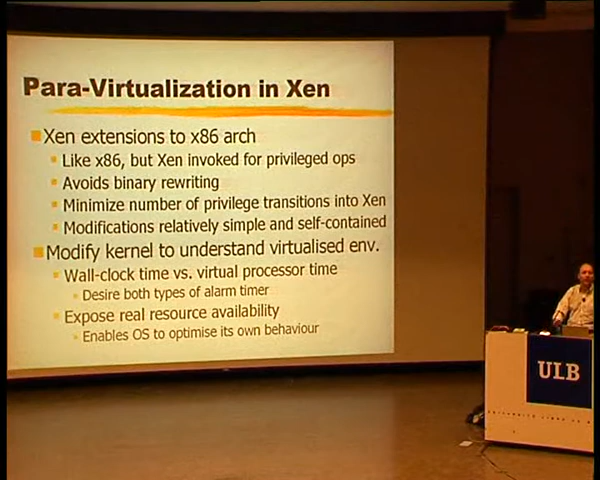 Para-Virtualization in Xen
Xen extensions to x86 arch
Like x86, but Xen invoked for privileged ops
Avoids binary rewriting
Minimize number of privilege transitions into Xen
Modifications relatively simple and self-contained
Modify kernel to understand virtualised env.
Wall-clock time vs. virtual processor time
Desire both types of alarm timer
Expose real resource availability
Enables OS to optimise its own behaviour
ULB